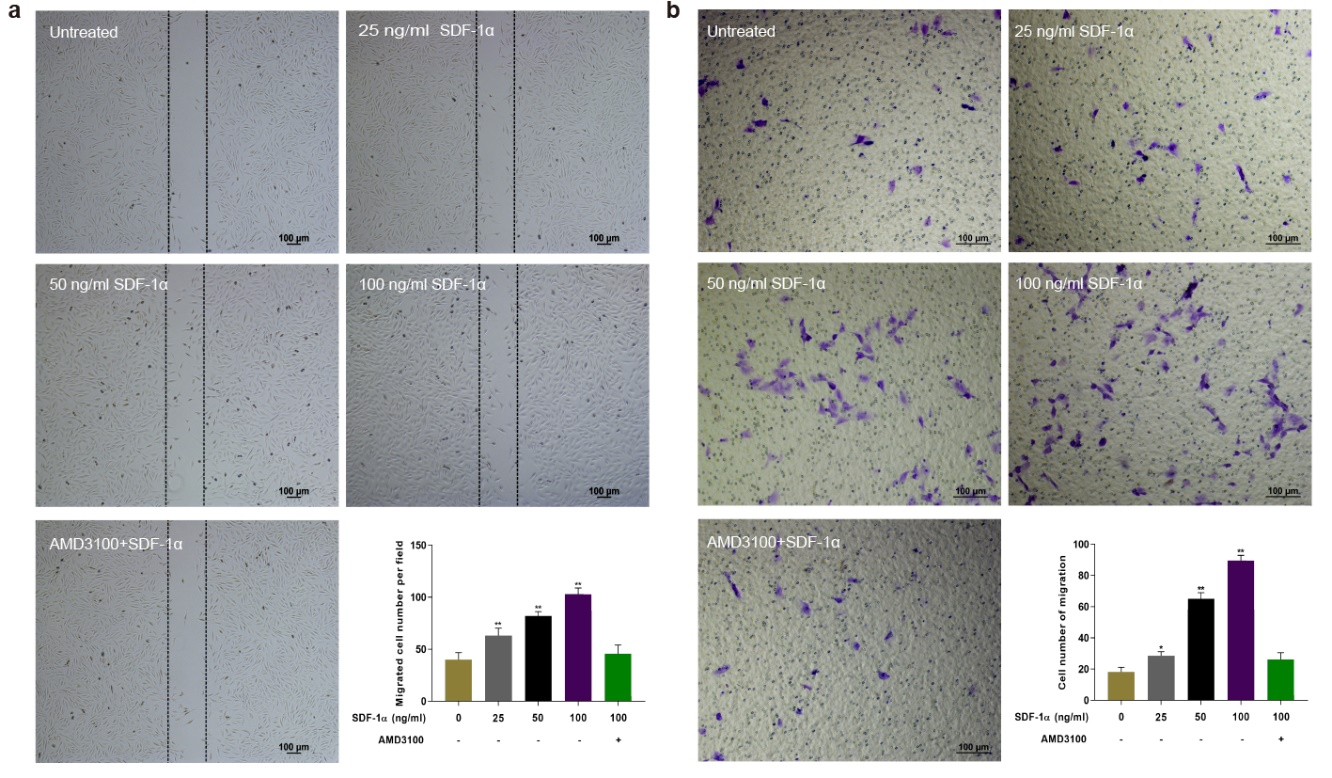 a
Untreated
100 µm
25 ng/ml SDF-1α
100 µm
50 ng/ml SDF-1α
100 µm
100 ng/ml SDF-1α
100 µm
AMD3100+SDF-1α
100 µm
Migrated cell number per field
150
100
50
0
** ** **
SDF-1α (ng/ml) 0 25 50 100 100
AMD3100 - - - - +
b
Untreated
100 µm
25 ng/ml SDF-1α
100 µm
50 ng/ml SDF-1α
100 µm
100 ng/ml SDF-1α
100 µm
AMD3100+SDF-1α
100 µm
Cell number of migration
100
80
60
40
20
0
* ** **
SDF-1α (ng/ml) 0 25 50 100 100
AMD3100 - - - - +